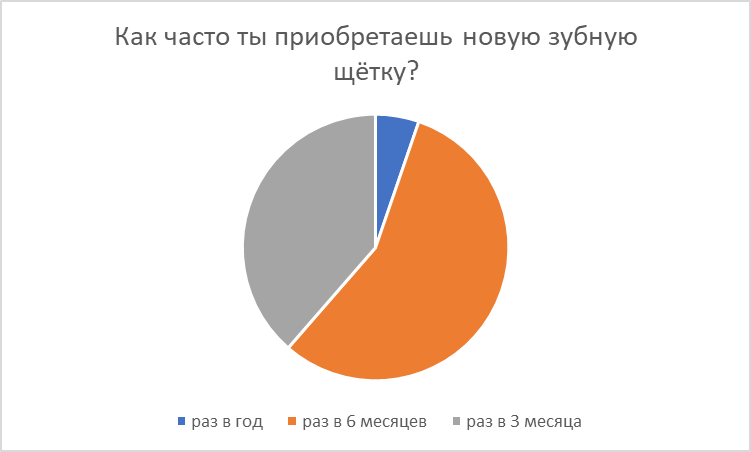 Как часто ты приобретаешь новую зубную
щётку?
раз в год
раз в 6 месяцев
раз в 3 месяца